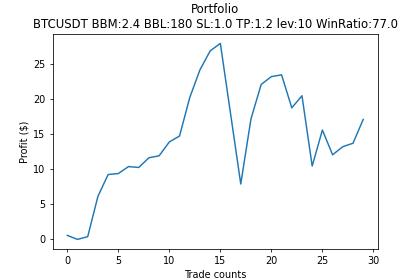 Portfolio
BTCUSDT BBM:2.4 BBL:180 SL:1.0 TP:1.2 lev:10 WinRatio:77.0
25
20
15
10
5
0
Profit ($)
0 5 10 15 20 25 30
Trade counts